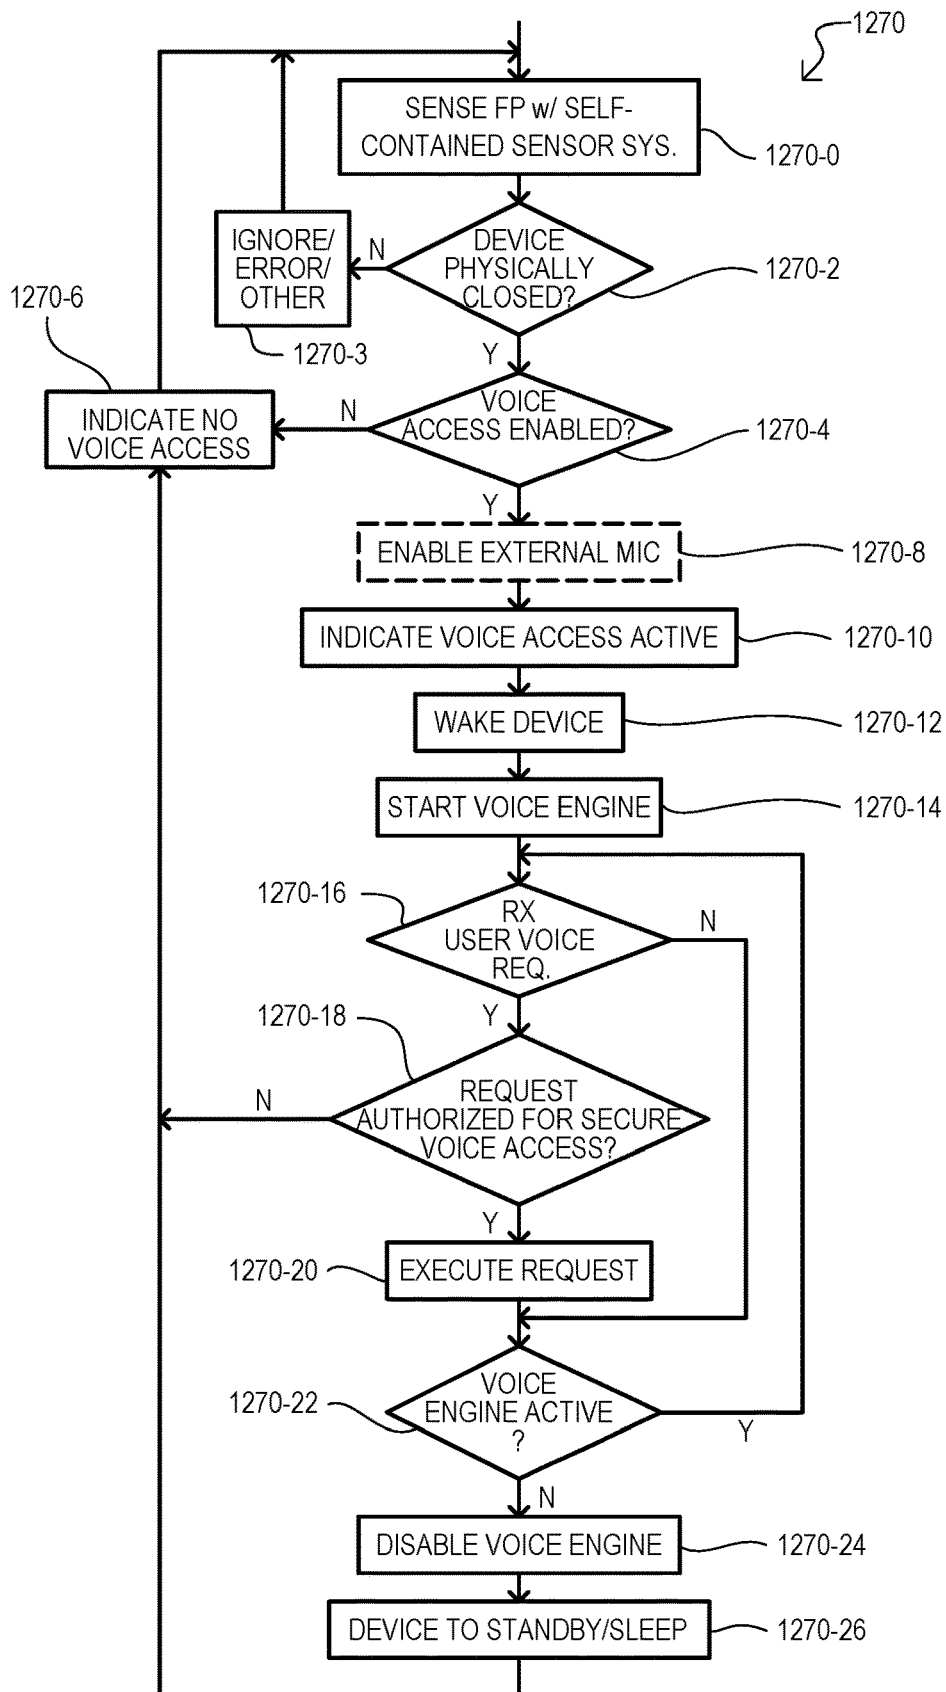 1270
SENSE FP w/ SELF-
CONTAINED SENSOR SYS.
1270-0
DEVICE
PHYSICALLY
CLOSED?
1270-2
N
IGNORE/
ERROR/
OTHER
1270-3
1270-6
Y
VOICE
ACCESS ENABLED?
1270-4
N
INDICATE NO
VOICE ACCESS
Y
ENABLE EXTERNAL MIC
1270-8
INDICATE VOICE ACCESS ACTIVE
1270-10
WAKE DEVICE
1270-12
START VOICE ENGINE
1270-14
1270-16
RX
USER VOICE
REQ.
N
Y
1270-18
REQUEST
AUTHORIZED FOR SECURE
VOICE ACCESS?
N
Y
1270-20
EXECUTE REQUEST
1270-22
VOICE
ENGINE ACTIVE
?
Y
N
DISABLE VOICE ENGINE
1270-24
DEVICE TO STANDBY/SLEEP
1270-26